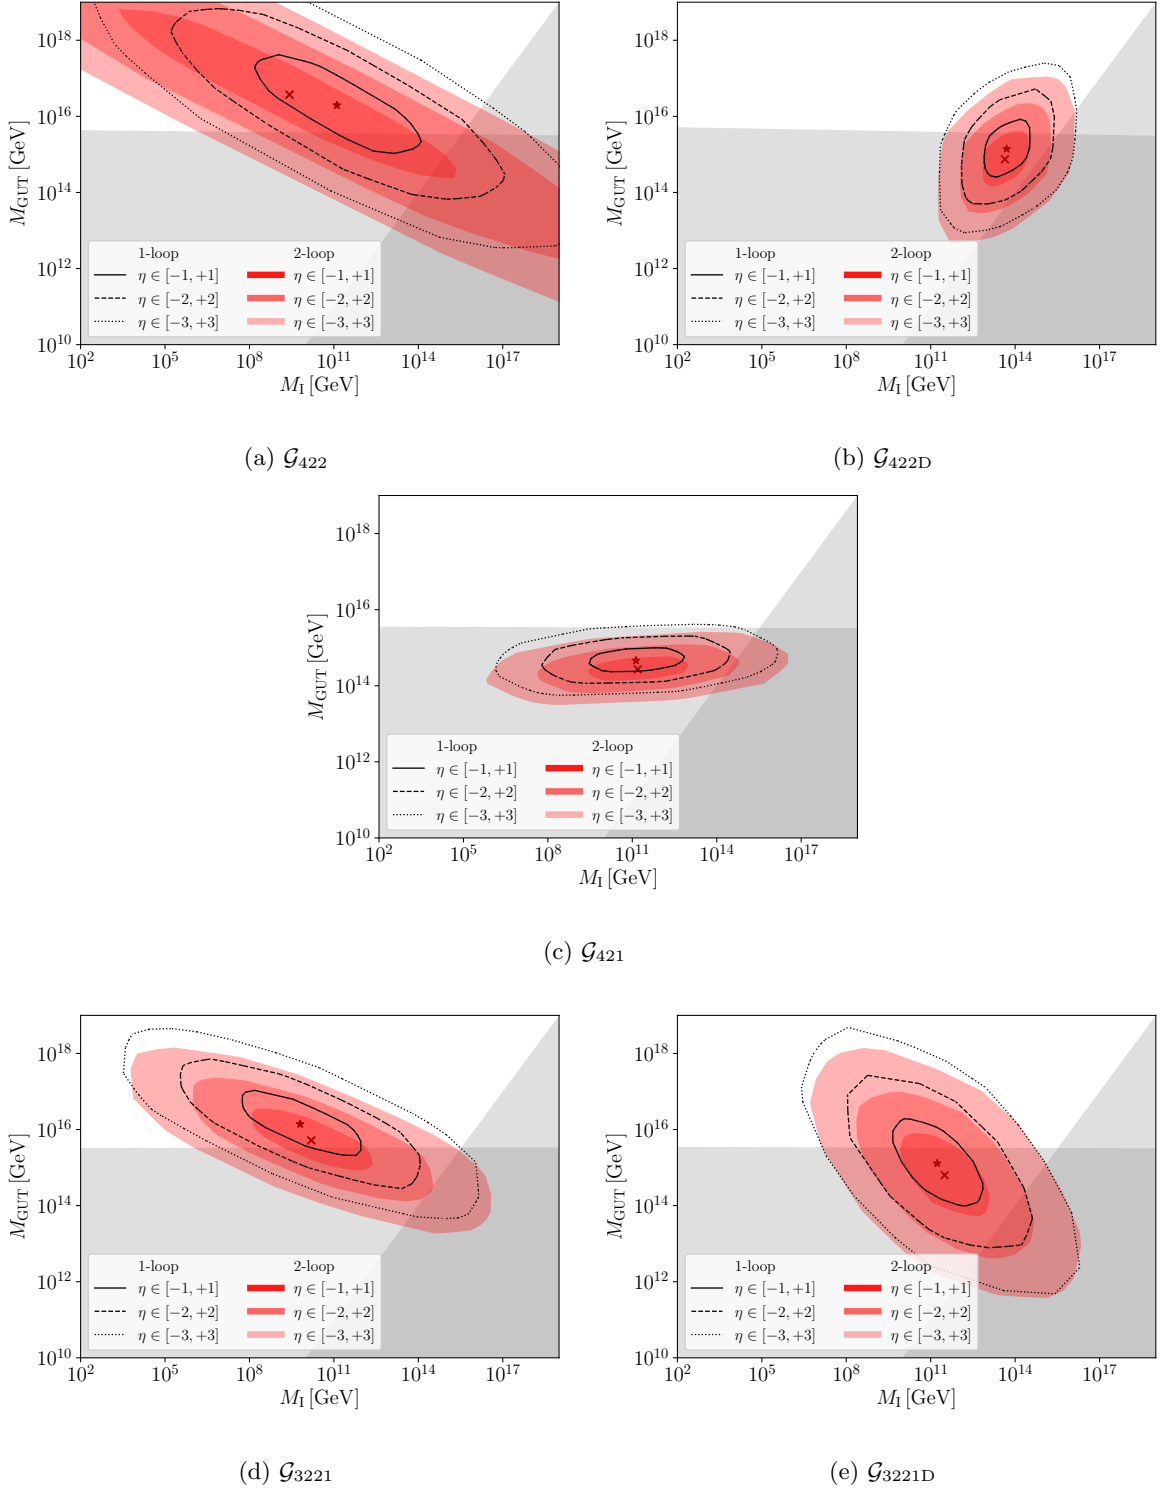 10^18
10^16
10^14
10^12
10^10
M_GUT [GeV]
1-loop 2-loop
η ∈ [−1, +1] η ∈ [−1, +1]
η ∈ [−2, +2] η ∈ [−2, +2]
η ∈ [−3, +3] η ∈ [−3, +3]
10^2 10^5 10^8 10^11 10^14 10^17
M_I [GeV]
(a) 𝒢_422
10^18
10^16
10^14
10^12
10^10
M_GUT [GeV]
1-loop 2-loop
η ∈ [−1, +1] η ∈ [−1, +1]
η ∈ [−2, +2] η ∈ [−2, +2]
η ∈ [−3, +3] η ∈ [−3, +3]
10^2 10^5 10^8 10^11 10^14 10^17
M_I [GeV]
(b) 𝒢_422D
10^18
10^16
10^14
10^12
10^10
M_GUT [GeV]
1-loop 2-loop
η ∈ [−1, +1] η ∈ [−1, +1]
η ∈ [−2, +2] η ∈ [−2, +2]
η ∈ [−3, +3] η ∈ [−3, +3]
10^2 10^5 10^8 10^11 10^14 10^17
M_I [GeV]
(c) 𝒢_421
10^18
10^16
10^14
10^12
10^10
M_GUT [GeV]
1-loop 2-loop
η ∈ [−1, +1] η ∈ [−1, +1]
η ∈ [−2, +2] η ∈ [−2, +2]
η ∈ [−3, +3] η ∈ [−3, +3]
10^2 10^5 10^8 10^11 10^14 10^17
M_I [GeV]
(d) 𝒢_3221
10^18
10^16
10^14
10^12
10^10
M_GUT [GeV]
1-loop 2-loop
η ∈ [−1, +1] η ∈ [−1, +1]
η ∈ [−2, +2] η ∈ [−2, +2]
η ∈ [−3, +3] η ∈ [−3, +3]
10^2 10^5 10^8 10^11 10^14 10^17
M_I [GeV]
(e) 𝒢_3221D